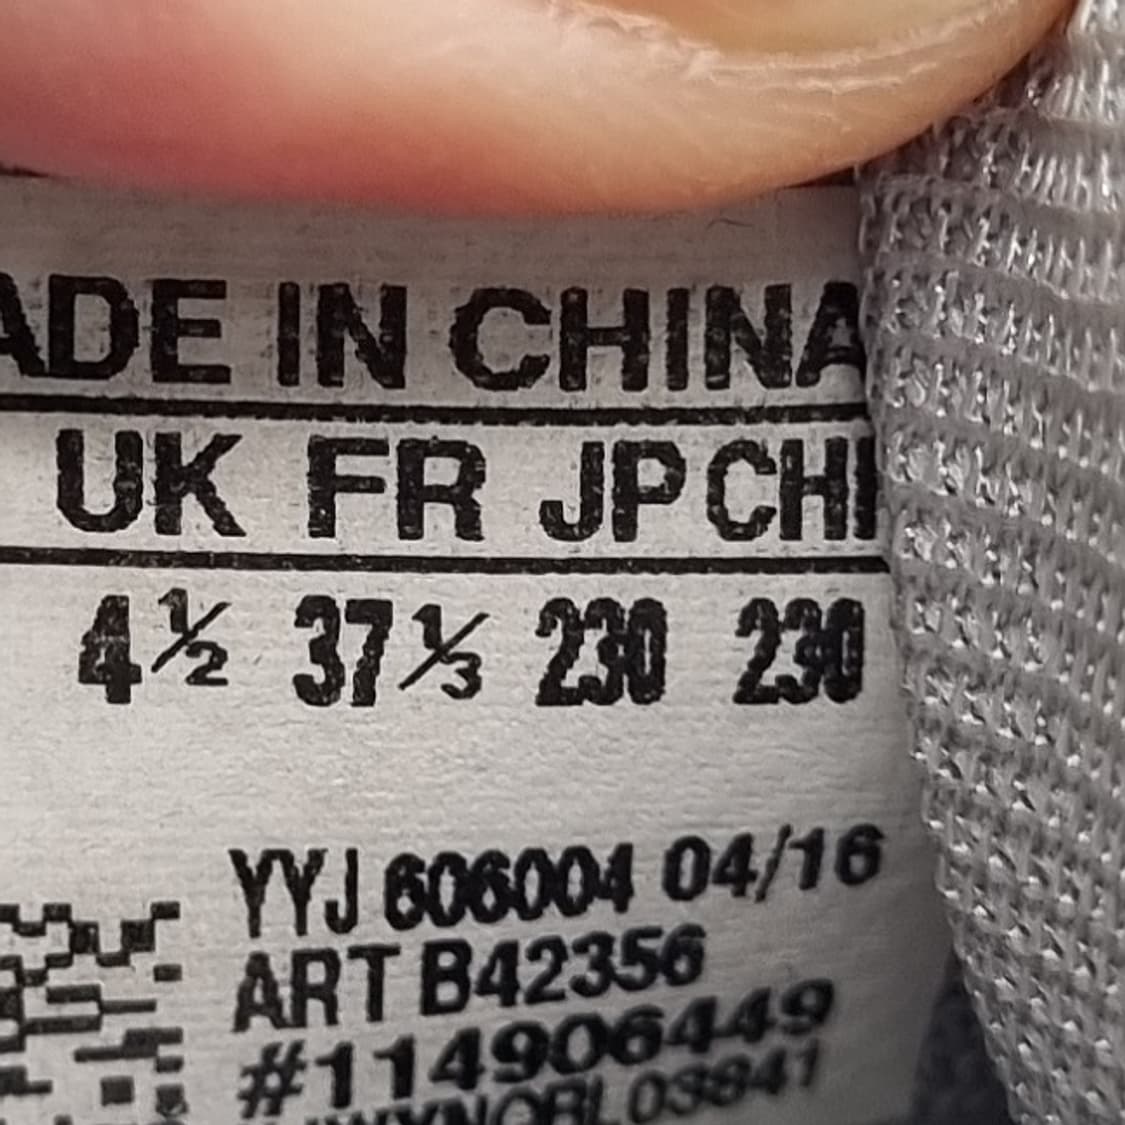 ADE IN CHINA
UK FR JP CHI
4½ 37⅓ 230 230
YYJ 606004 04/16
ART B42356
#114906449